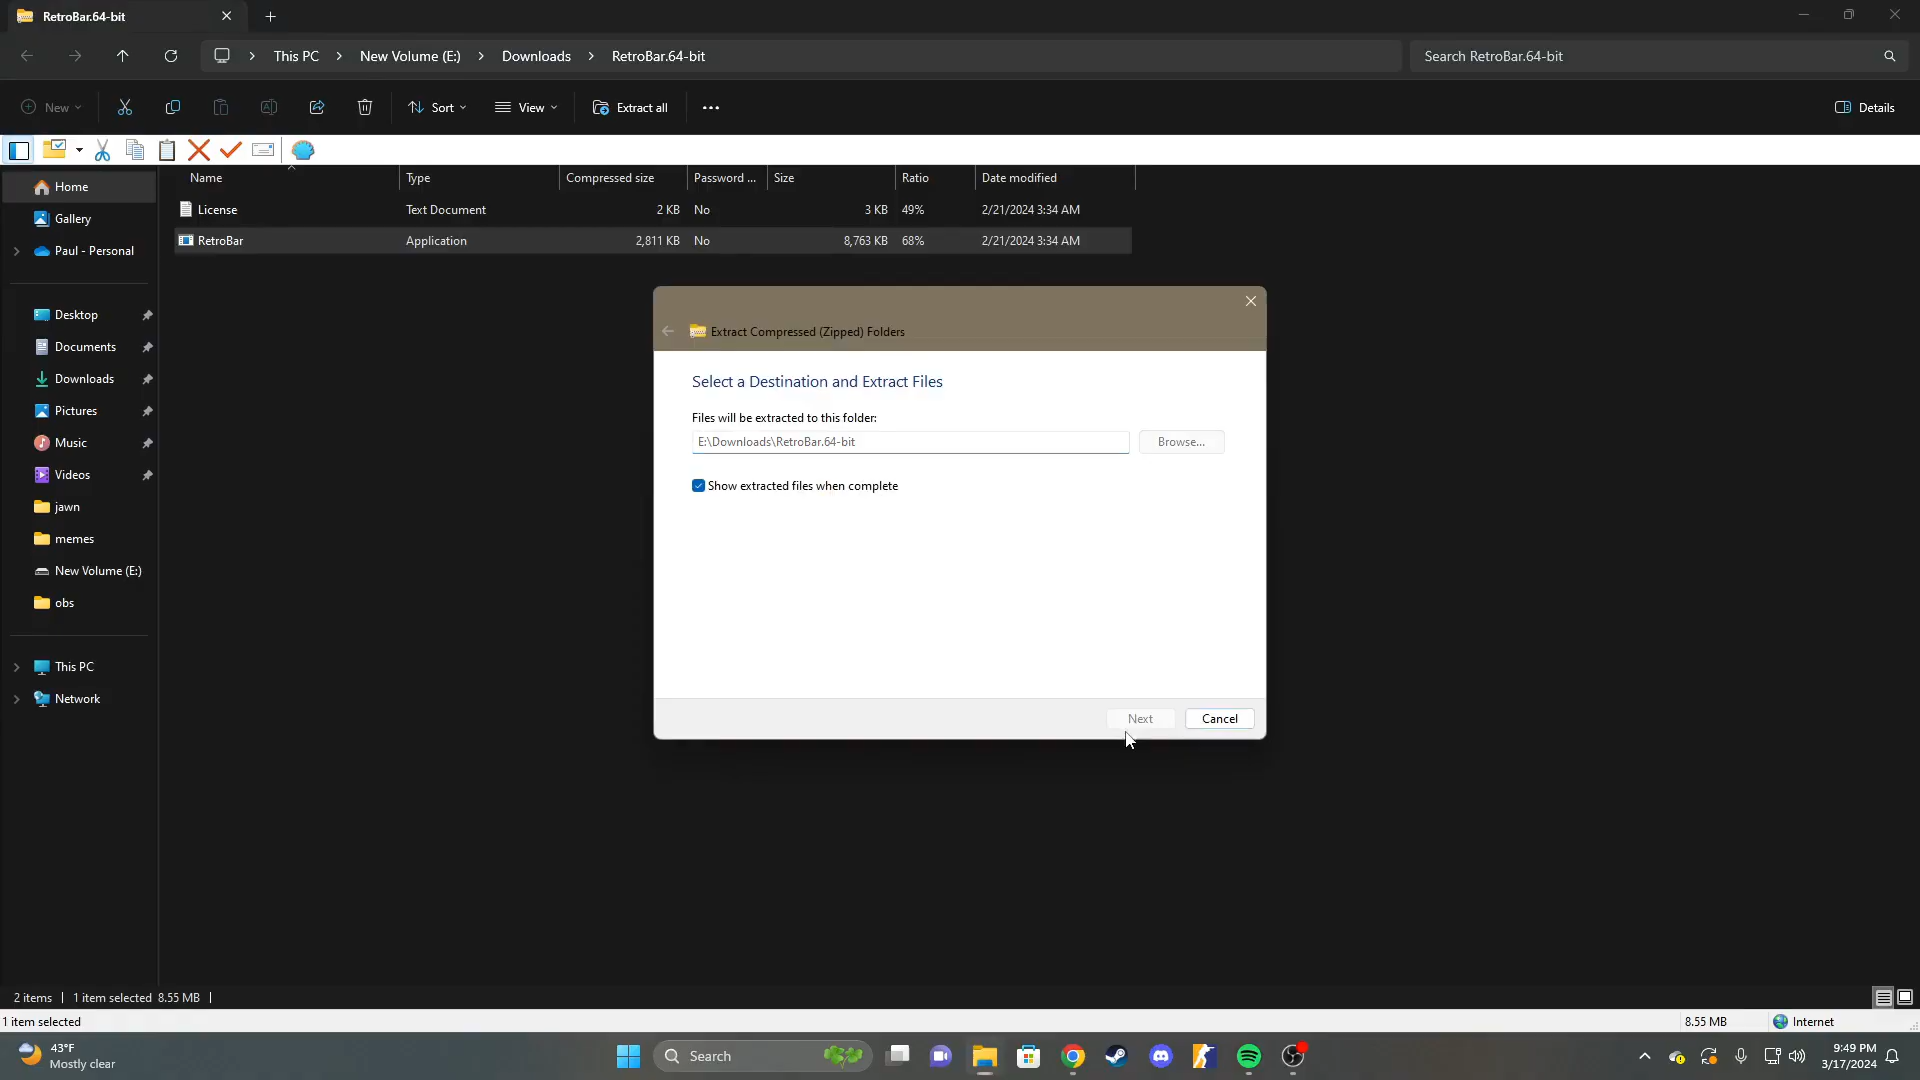 RetroBar.64-bit
This PC
New Volume (E:)
Downloads
RetroBar.64-bit
Search RetroBar.64-bit
New
Sort
View
Extract all
Details
Name
Type
Compressed size
Password ...
Size
Ratio
Date modified
License
Text Document
2 KB
No
3 KB
49%
2/21/2024 3:34 AM
RetroBar
Application
2,811 KB
No
8,763 KB
68%
2/21/2024 3:34 AM
Home
Gallery
Paul - Personal
Desktop
Documents
Downloads
Pictures
Music
Videos
jawn
memes
New Volume (E:)
obs
This PC
Network
Extract Compressed (Zipped) Folders
Select a Destination and Extract Files
Files will be extracted to this folder:
E:\Downloads\RetroBar.64-bit
Browse...
Show extracted files when complete
Next
Cancel
2 items
1 item selected 8.55 MB
1 item selected
8.55 MB
Internet
43°F
Mostly clear
Search
9:49 PM
3/17/2024